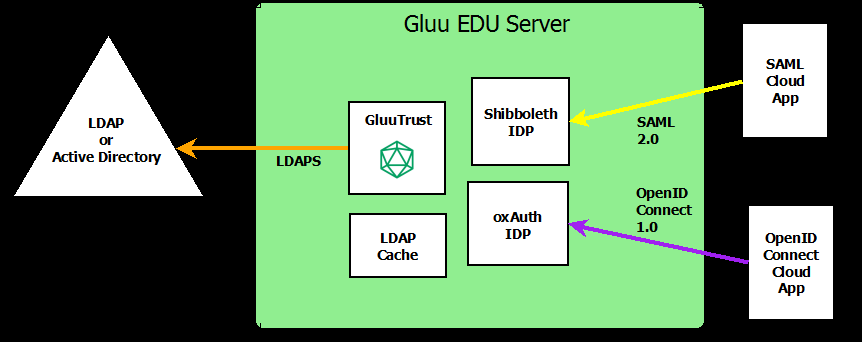 Gluu EDU Server
LDAP
or
Active Directory
LDAPS
GluuTrust
LDAP
Cache
Shibboleth
IDP
oxAuth
IDP
SAML
2.0
OpenID
Connect
1.0
SAML
Cloud
App
OpenID
Connect
Cloud
App